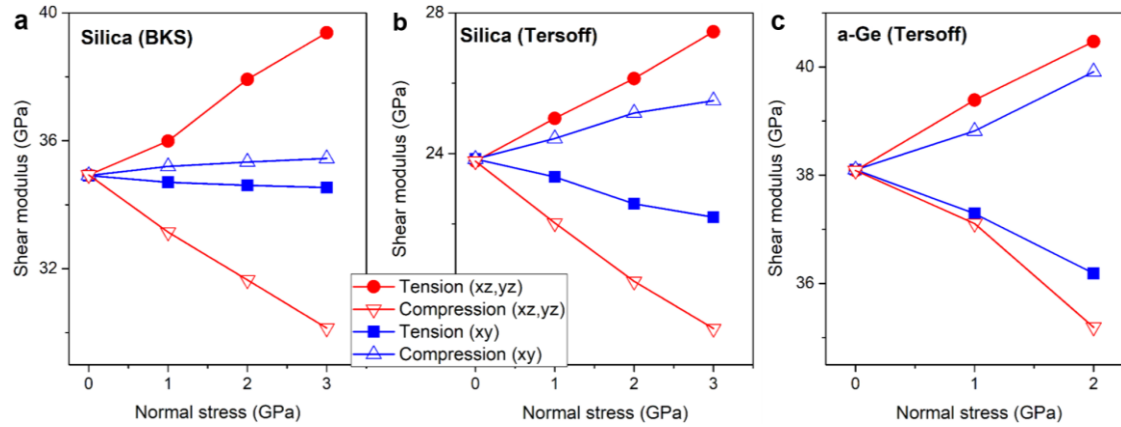 a
Silica (BKS)
40
36
32
Shear modulus (GPa)
0 1 2 3
Normal stress (GPa)
b
Silica (Tersoff)
28
24
Shear modulus (GPa)
0 1 2 3
Normal stress (GPa)
Tension (xz,yz)
Compression (xz,yz)
Tension (xy)
Compression (xy)
c
a-Ge (Tersoff)
40
38
36
Shear modulus (GPa)
0 1 2
Normal stress (GPa)